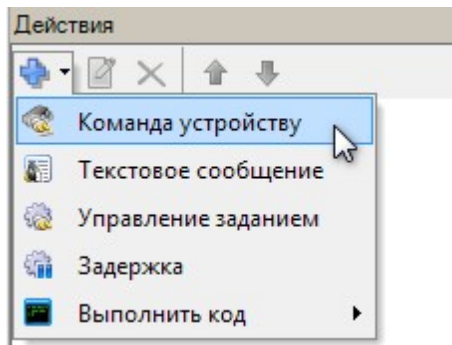 Действия
Команда устройству
Текстовое сообщение
Управление заданием
Задержка
Выполнить код